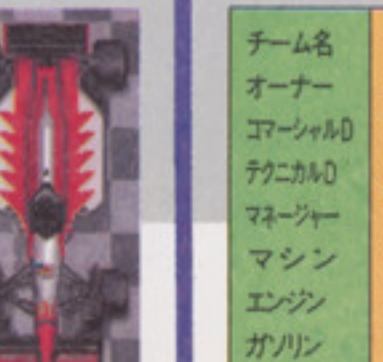 チーム名
オーナー
コマーシャルD
テクニカルD
マネージャー
マシン
エンジン
ガソリン